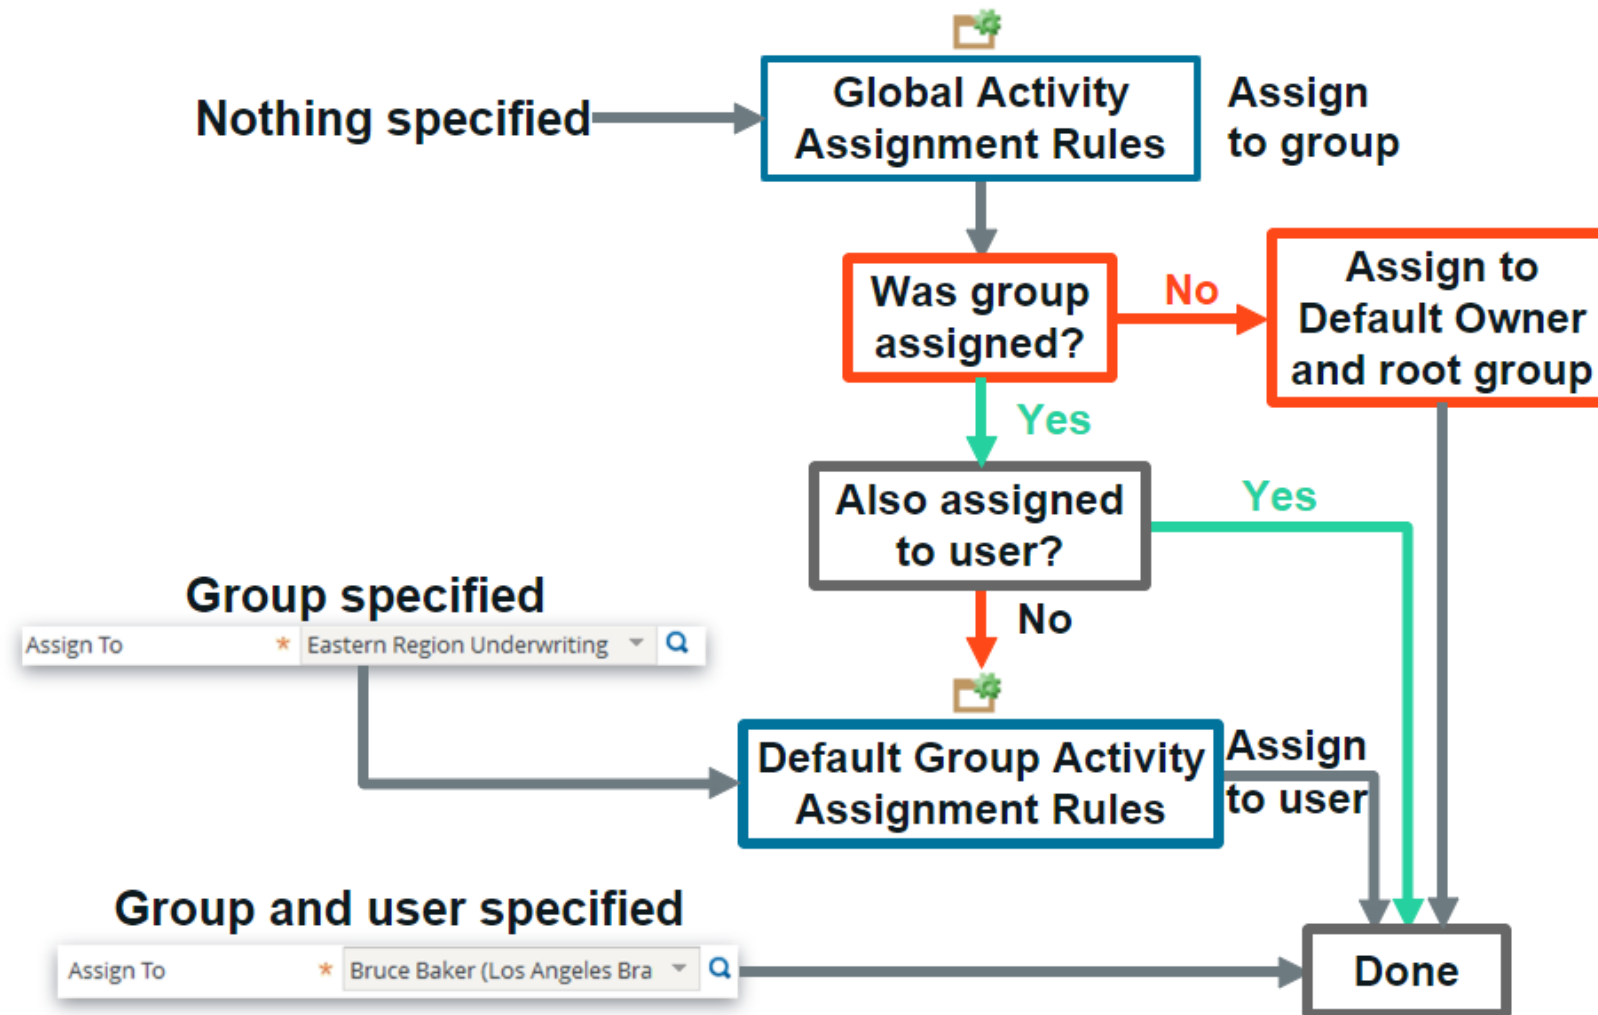 Global Activity
Assignment Rules
Assign
to group
Nothing specified
Was group
assigned?
No
Assign to
Default Owner
and root group
Yes
Also assigned
to user?
Yes
No
Group specified
Assign To * Eastern Region Underwriting
Default Group Activity
Assignment Rules
Assign
to user
Group and user specified
Assign To * Bruce Baker (Los Angeles Bra
Done